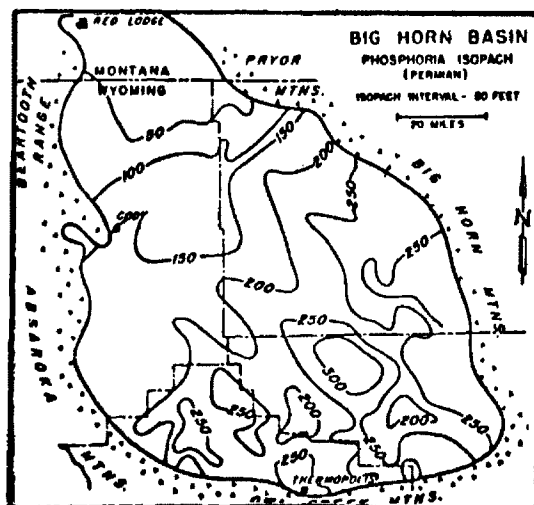 RED LODGE
BIG HORN BASIN
PHOSPHORIA ISOPACH
(PERMIAN)
ISOPACH INTERVAL - 50 FEET
20 MILES
PRYOR
MTNS.
MONTANA
WYOMING
BEARTOOTH
RANGE
50
150
200
100
250
BIG
HORN
MTNS.
N
CODY
150
250
200
250
300
ABSAROKA
MTNS.
250
250
200
200
250
250
250
THERMOPOLIS
MTNS.